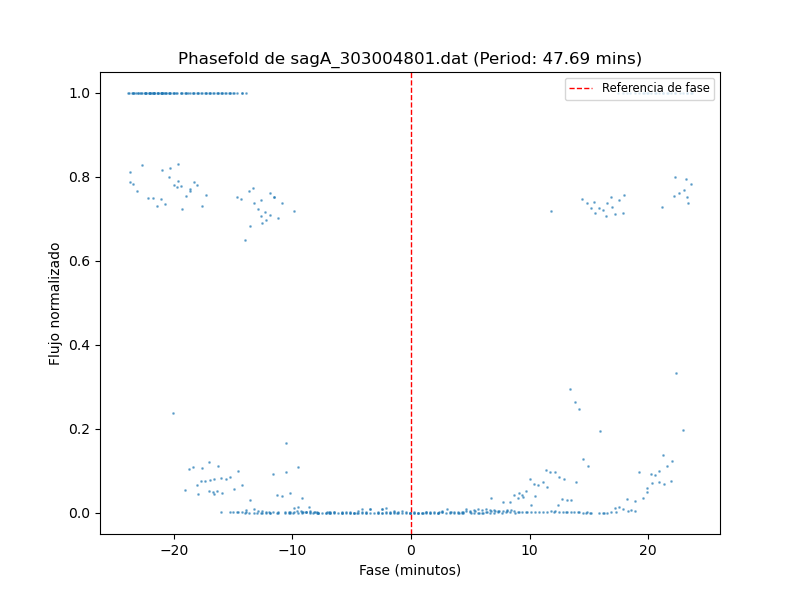 Phasefold de sagA_303004801.dat (Period: 47.69 mins)
Referencia de fase
1.0
0.8
0.6
0.4
0.2
0.0
Flujo normalizado
−20 −10 0 10 20
Fase (minutos)